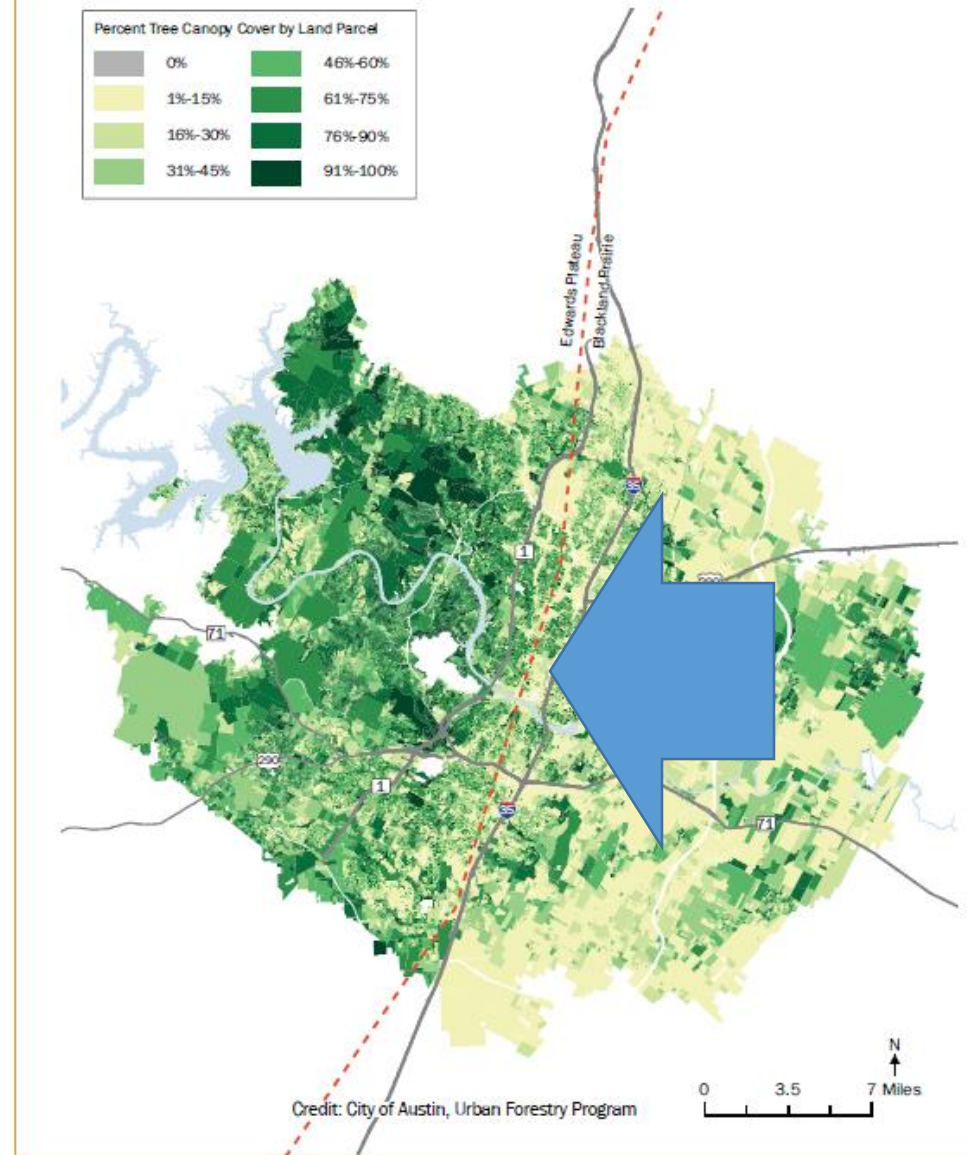 Percent Tree Canopy Cover by Land Parcel
0%
46%-60%
1%-15%
61%-75%
16%-30%
76%-90%
31%-45%
91%-100%
Edwards Plateau
Blackland Prairie
35
1
71
290
1
35
71
N
0 3.5 7 Miles
Credit: City of Austin, Urban Forestry Program